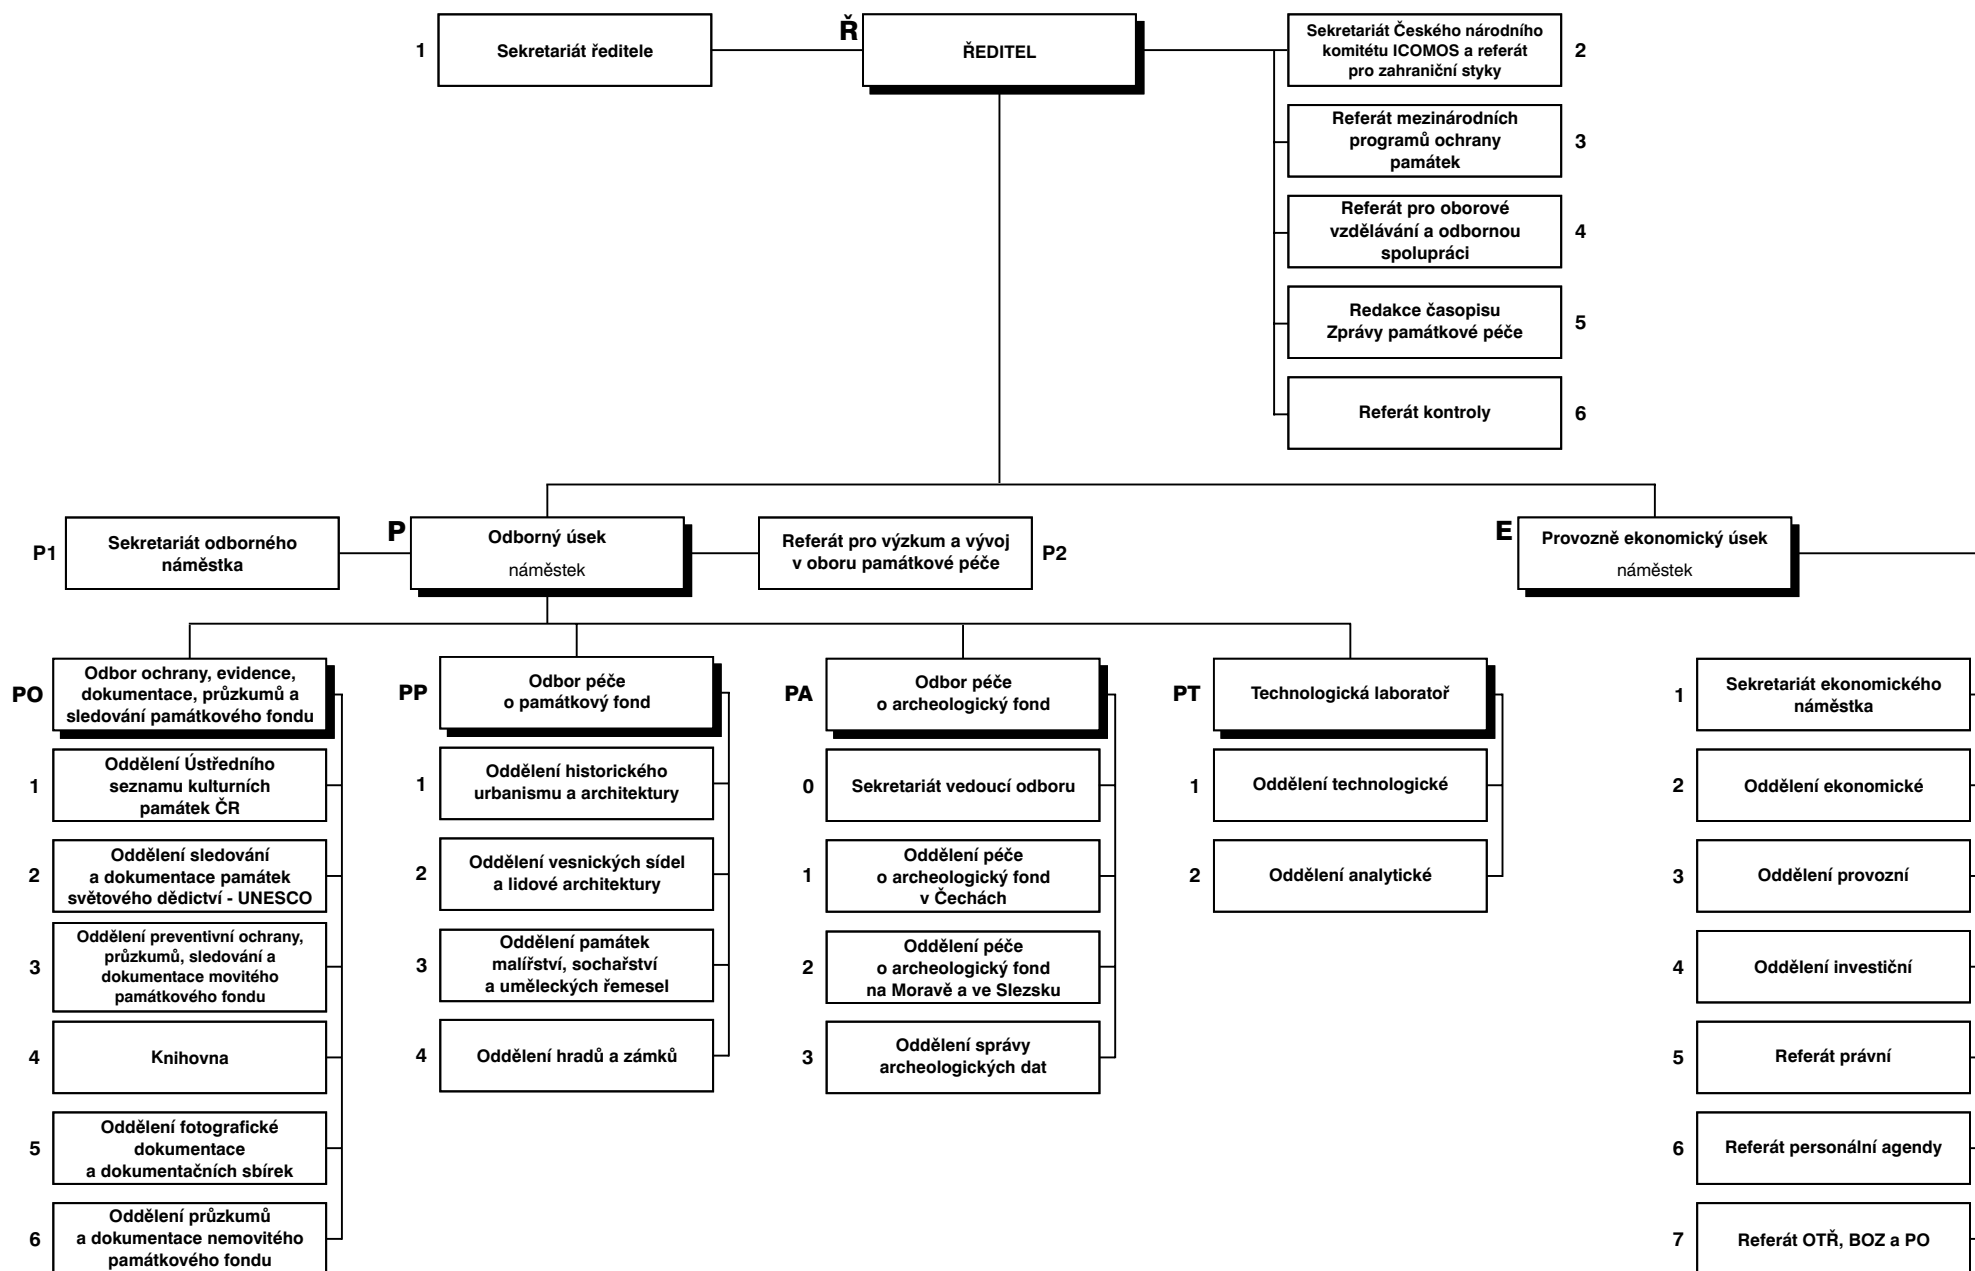 1
Sekretariát ředitele
Ř
ŘEDITEL
Sekretariát Českého národního
komitétu ICOMOS a referát
pro zahraniční styky
2
Referát mezinárodních
programů ochrany
památek
3
Referát pro oborové
vzdělávání a odbornou
spolupráci
4
Redakce časopisu
Zprávy památkové péče
5
Referát kontroly
6
P1
Sekretariát odborného
náměstka
P
Odborný úsek
náměstek
Referát pro výzkum a vývoj
v oboru památkové péče
P2
E
Provozně ekonomický úsek
náměstek
PO
Odbor ochrany, evidence,
dokumentace, průzkumů a
sledování památkového fondu
1
Oddělení Ústředního
seznamu kulturních
památek ČR
2
Oddělení sledování
a dokumentace památek
světového dědictví - UNESCO
3
Oddělení preventivní ochrany,
průzkumů, sledování a
dokumentace movitého
památkového fondu
4
Knihovna
5
Oddělení fotografické
dokumentace
a dokumentačních sbírek
6
Oddělení průzkumů
a dokumentace nemovitého
památkového fondu
PP
Odbor péče
o památkový fond
1
Oddělení historického
urbanismu a architektury
2
Oddělení vesnických sídel
a lidové architektury
3
Oddělení památek
malířství, sochařství
a uměleckých řemesel
4
Oddělení hradů a zámků
PA
Odbor péče
o archeologický fond
0
Sekretariát vedoucí odboru
1
Oddělení péče
o archeologický fond
v Čechách
2
Oddělení péče
o archeologický fond
na Moravě a ve Slezsku
3
Oddělení správy
archeologických dat
PT
Technologická laboratoř
1
Oddělení technologické
2
Oddělení analytické
1
Sekretariát ekonomického
náměstka
2
Oddělení ekonomické
3
Oddělení provozní
4
Oddělení investiční
5
Referát právní
6
Referát personální agendy
7
Referát OTŘ, BOZ a PO